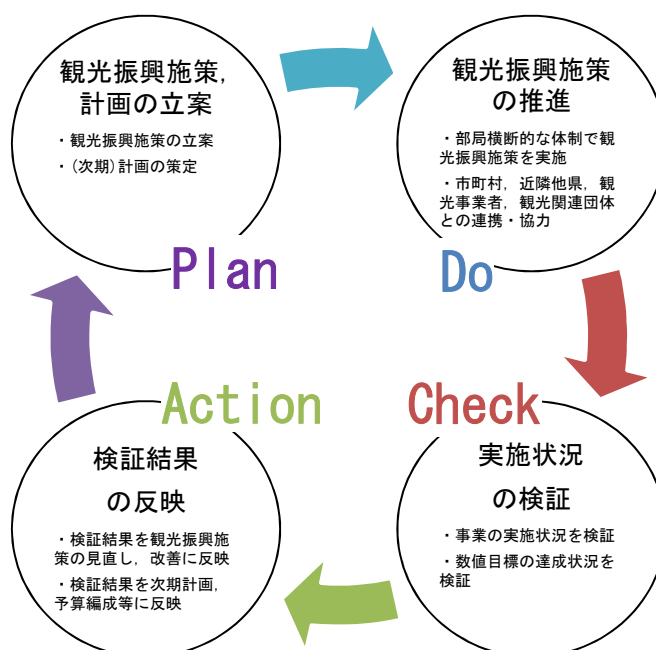 観光振興施策,
計画の立案
・観光振興施策の立案
・(次期)計画の策定
Plan
観光振興施策
の推進
・部局横断的な体制で観
光振興施策を実施
・市町村，近隣他県，観
光事業者，観光関連団体
との連携・協力
Do
Check
実施状況
の検証
・事業の実施状況を検証
・数値目標の達成状況を
検証
Action
検証結果
の反映
・検証結果を観光振興施
策の見直し，改善に反映
・検証結果を次期計画，
予算編成等に反映